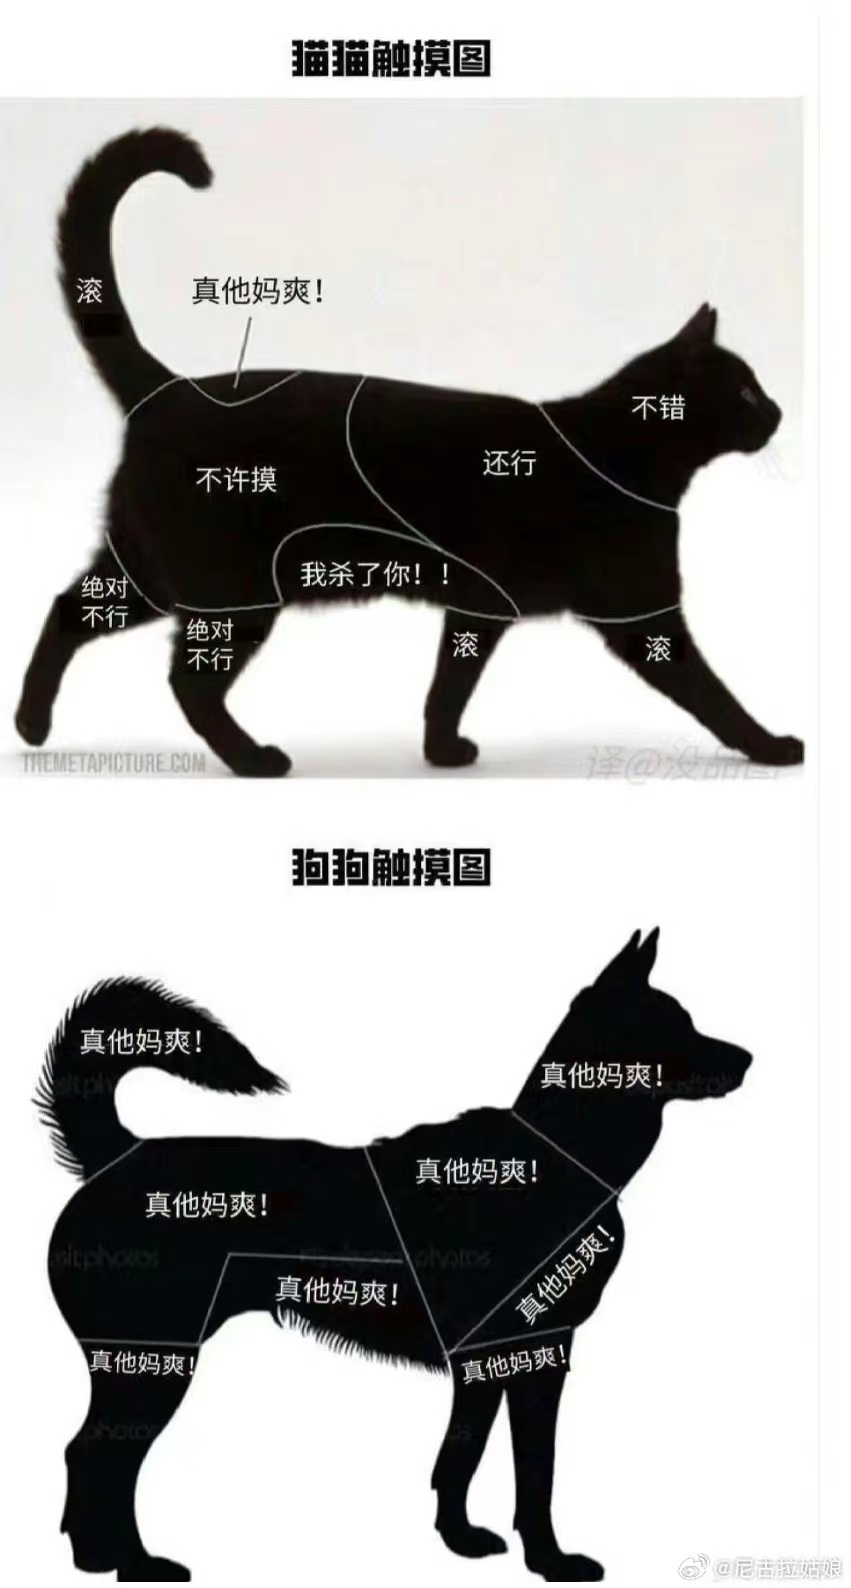 猫猫触摸图
滚
真他妈爽！
不错
还行
不许摸
我杀了你！！
绝对
不行
绝对
不行
滚
滚
THEMETAPICTURE.COM
译@没品图
狗狗触摸图
真他妈爽！
真他妈爽！
真他妈爽！
真他妈爽！
真他妈爽！
真他妈爽！
真他妈爽！
真他妈爽！
@尼古拉姑娘